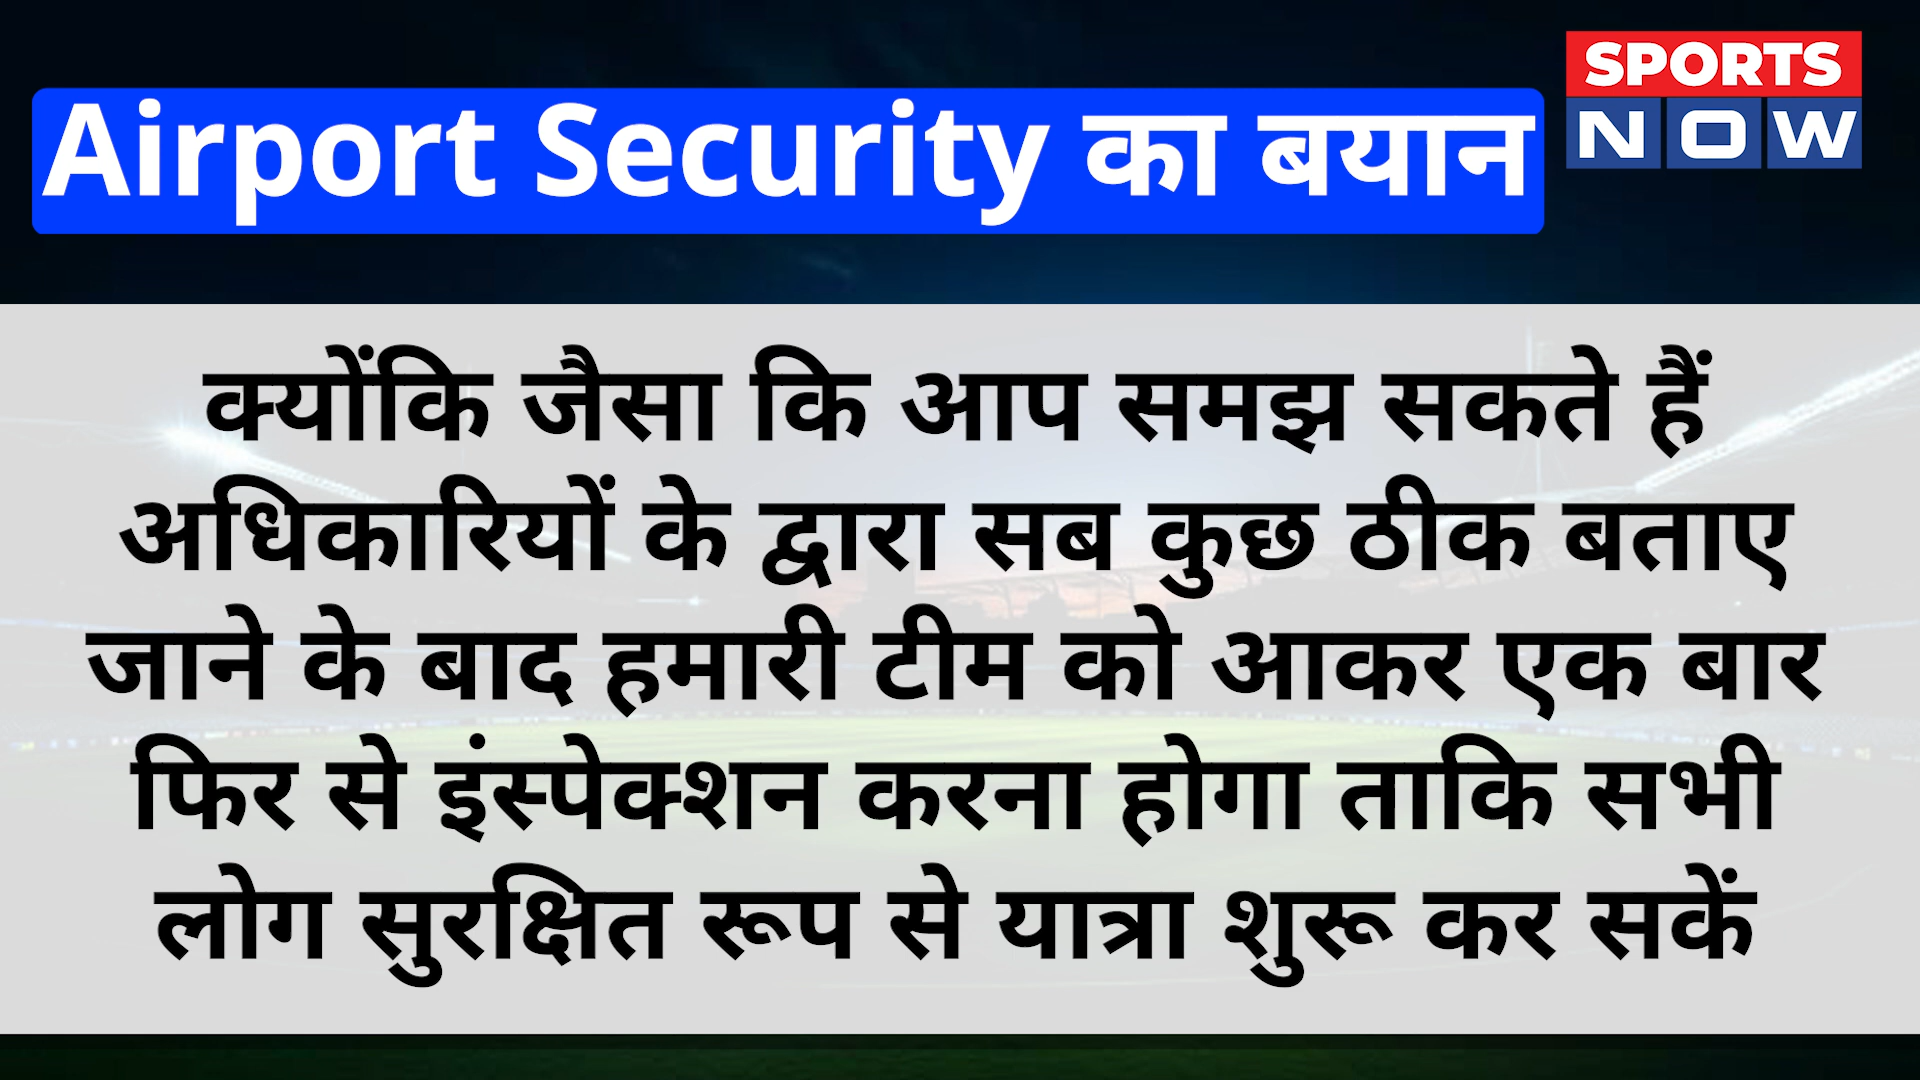 SPORTS
NOW
Airport Security का बयान
क्योंकि जैसा कि आप समझ सकते हैं
अधिकारियों के द्वारा सब कुछ ठीक बताए
जाने के बाद हमारी टीम को आकर एक बार
फिर से इंस्पेक्शन करना होगा ताकि सभी
लोग सुरक्षित रूप से यात्रा शुरू कर सकें